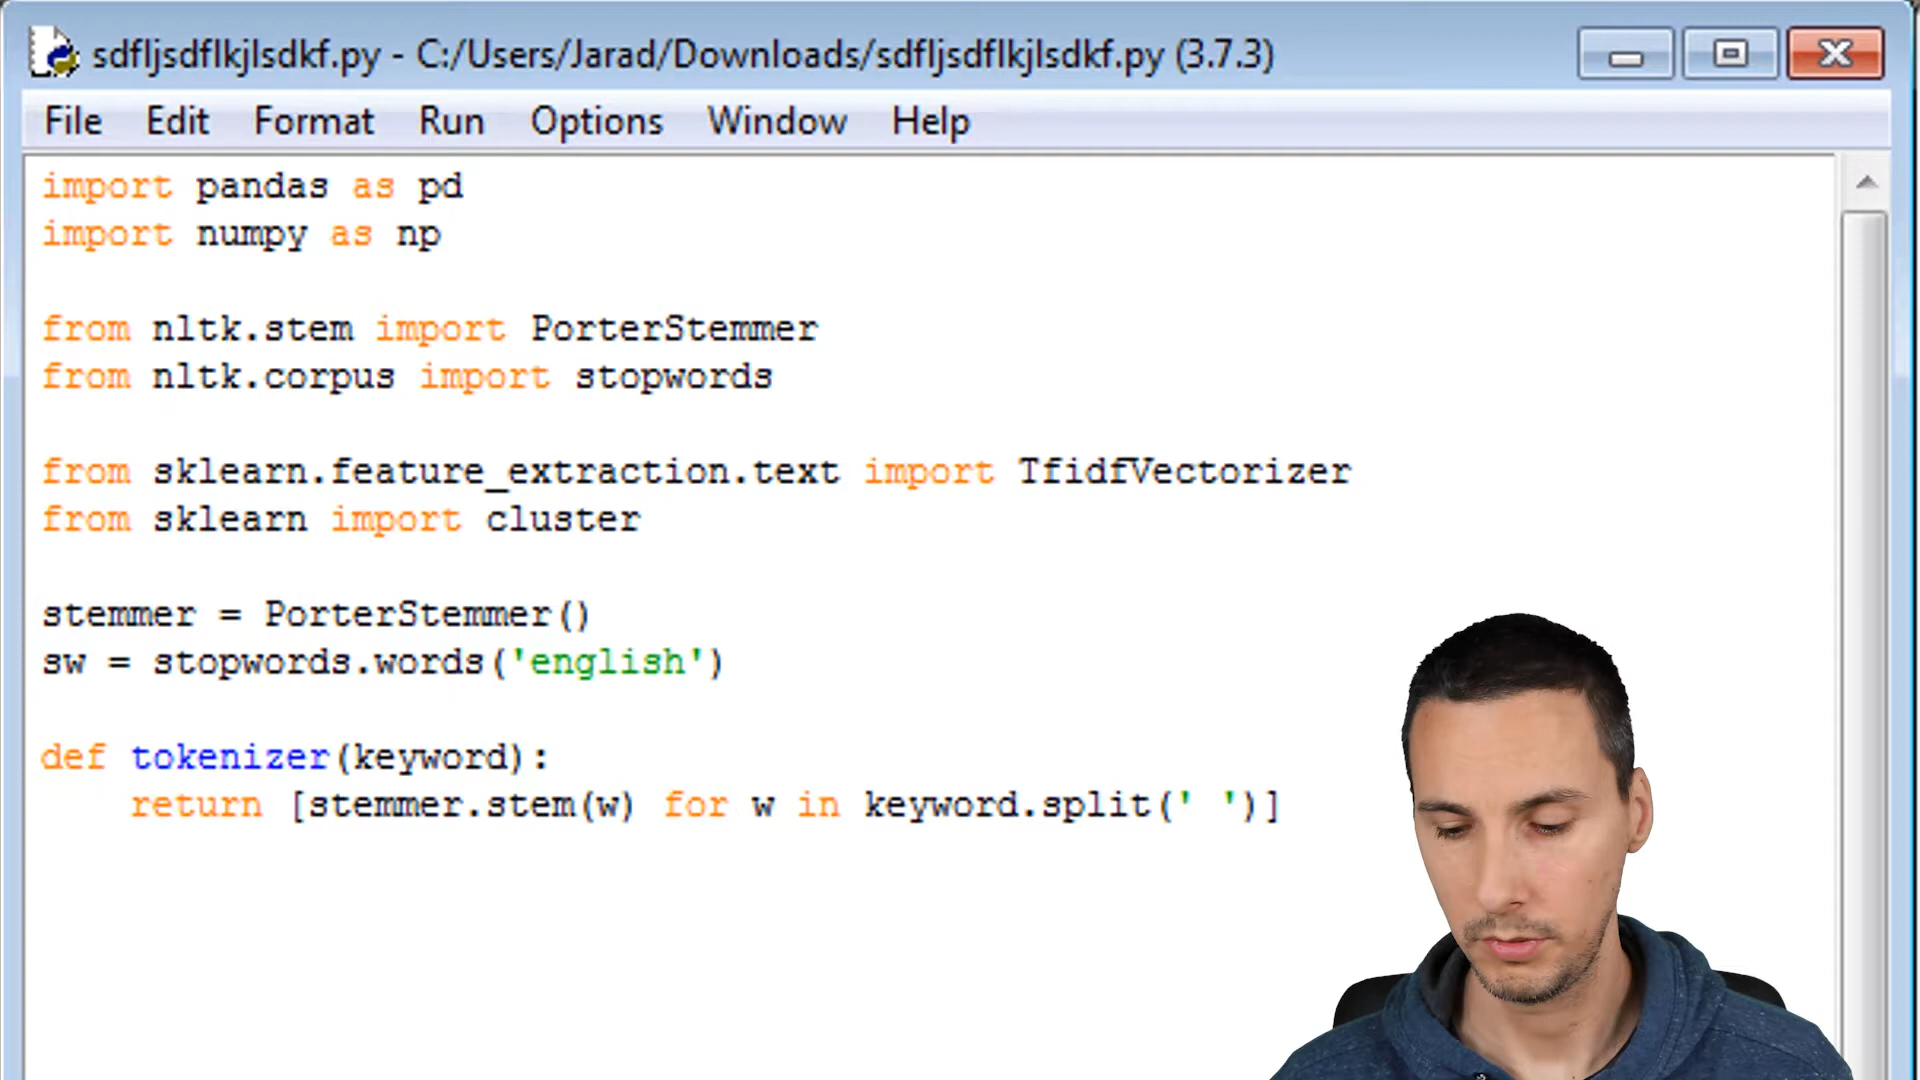 sdfljsdflkjlsdkf.py - C:/Users/Jarad/Downloads/sdfljsdflkjlsdkf.py (3.7.3)
File Edit Format Run Options Window Help
import pandas as pd
import numpy as np
from nltk.stem import PorterStemmer
from nltk.corpus import stopwords
from sklearn.feature_extraction.text import TfidfVectorizer
from sklearn import cluster
stemmer = PorterStemmer()
sw = stopwords.words('english')
def tokenizer(keyword):
    return [stemmer.stem(w) for w in keyword.split(' ')]